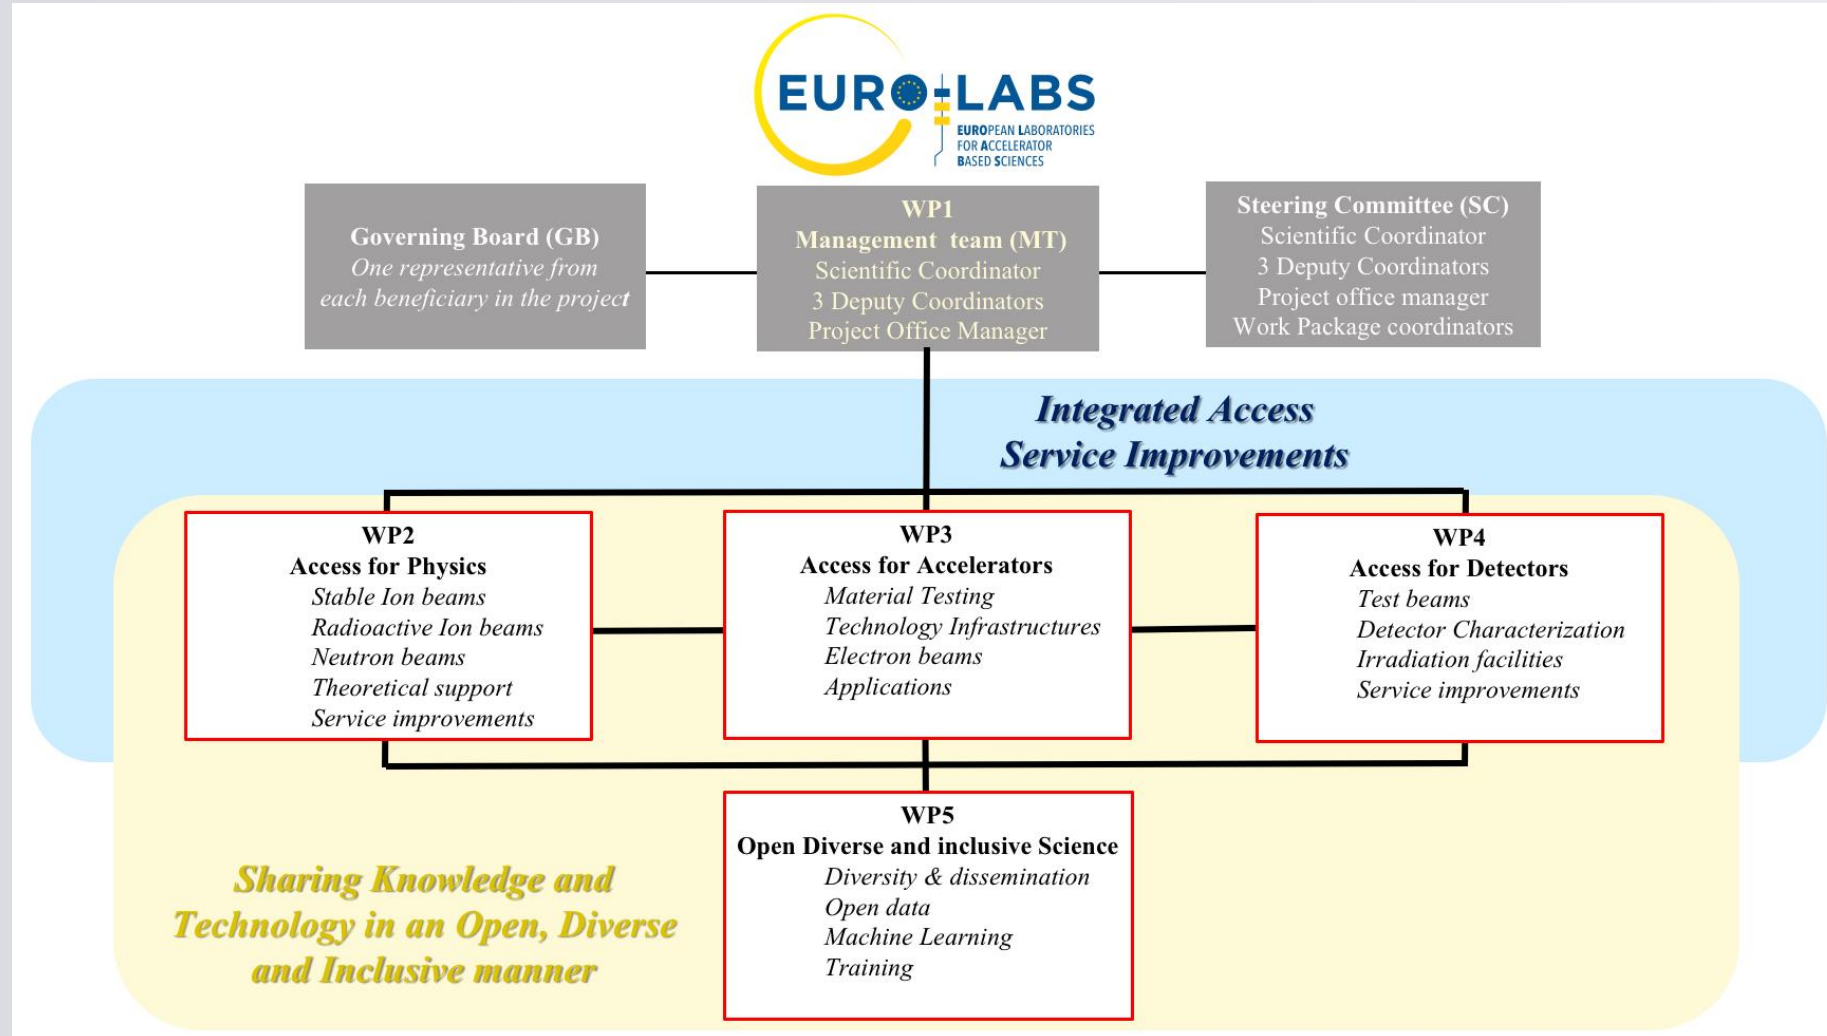 EURO-LABS
EUROPEAN LABORATORIES
FOR ACCELERATOR
BASED SCIENCES
Governing Board (GB)
One representative from
each beneficiary in the project
WP1
Management team (MT)
Scientific Coordinator
3 Deputy Coordinators
Project Office Manager
Steering Committee (SC)
Scientific Coordinator
3 Deputy Coordinators
Project office manager
Work Package coordinators
Integrated Access
Service Improvements
WP2
Access for Physics
Stable Ion beams
Radioactive Ion beams
Neutron beams
Theoretical support
Service improvements
WP3
Access for Accelerators
Material Testing
Technology Infrastructures
Electron beams
Applications
WP4
Access for Detectors
Test beams
Detector Characterization
Irradiation facilities
Service improvements
WP5
Open Diverse and inclusive Science
Diversity & dissemination
Open data
Machine Learning
Training
Sharing Knowledge and
Technology in an Open, Diverse
and Inclusive manner